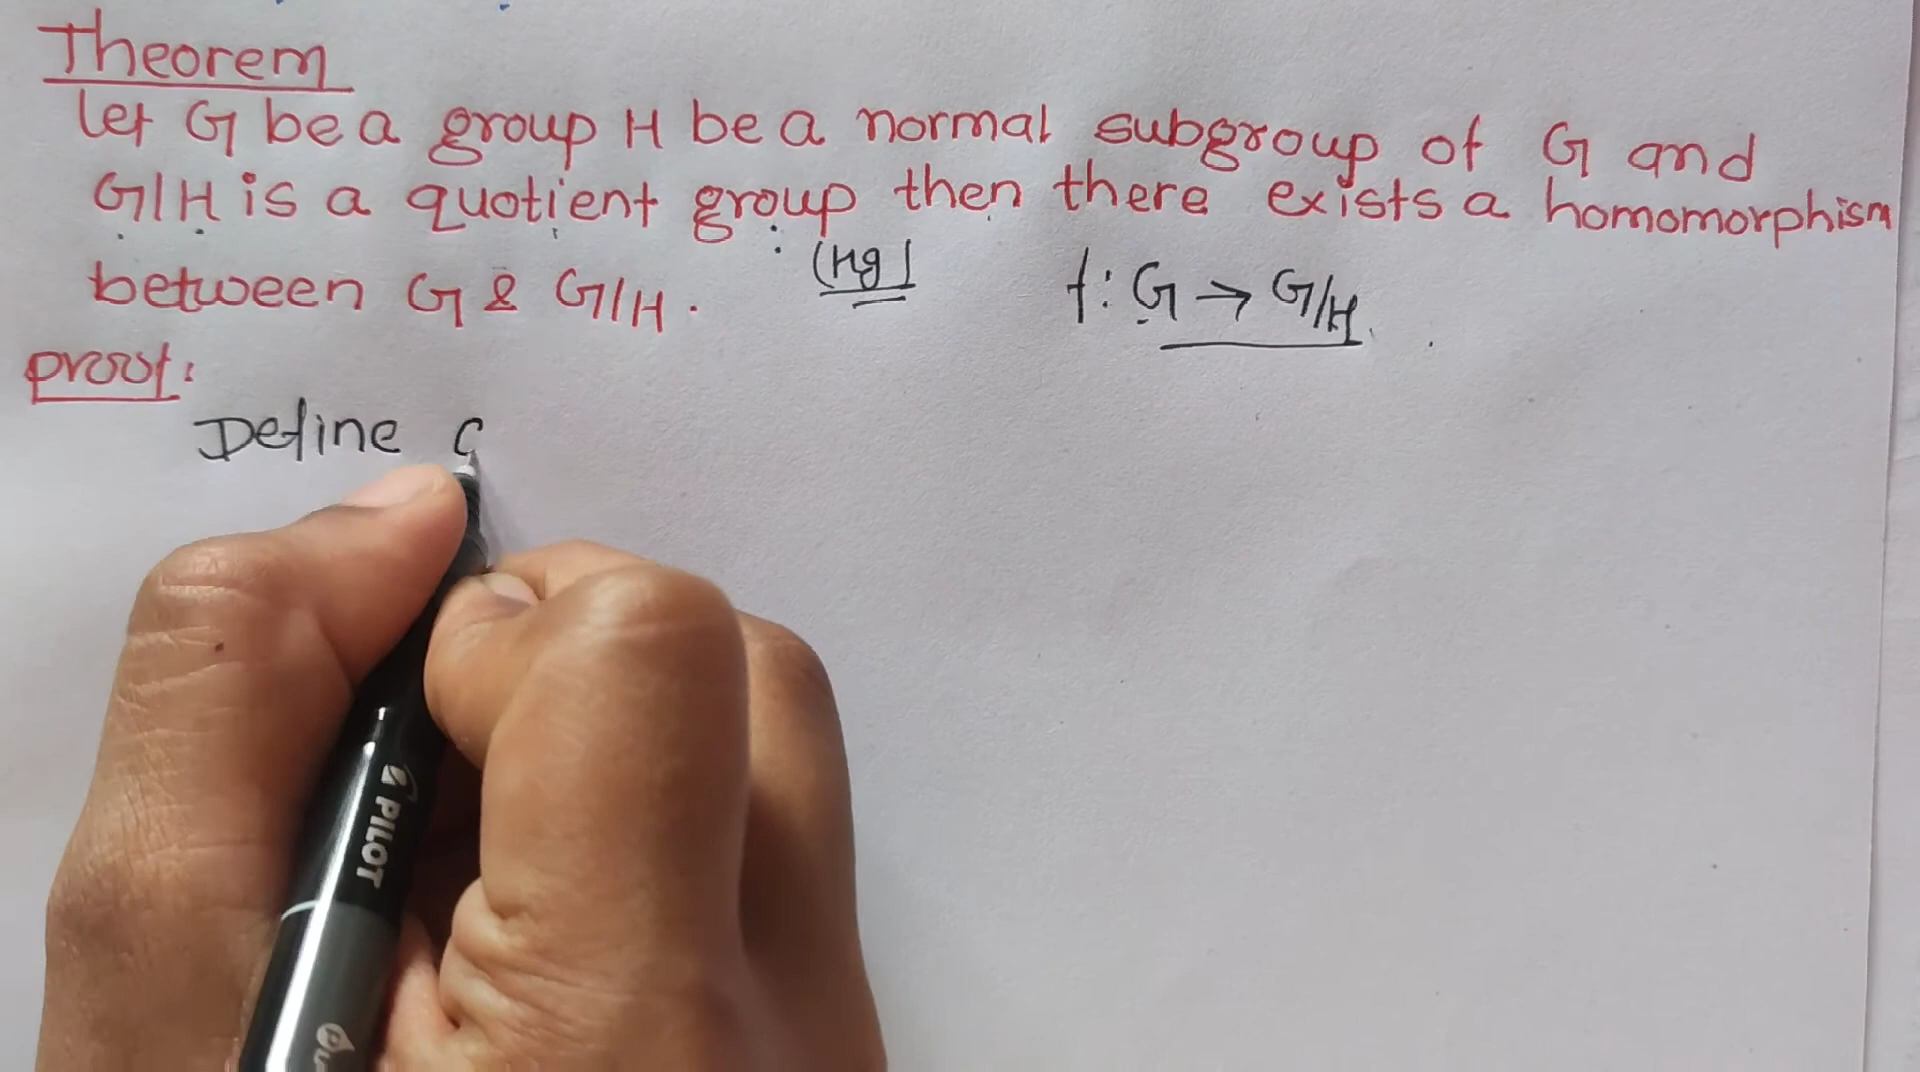 Theorem
let G be a group H be a normal subgroup of G and
G/H is a quotient group then there exists a homomorphism
between G & G/H. (Hg) f: G → G/H.
proof:
Define
PILOT